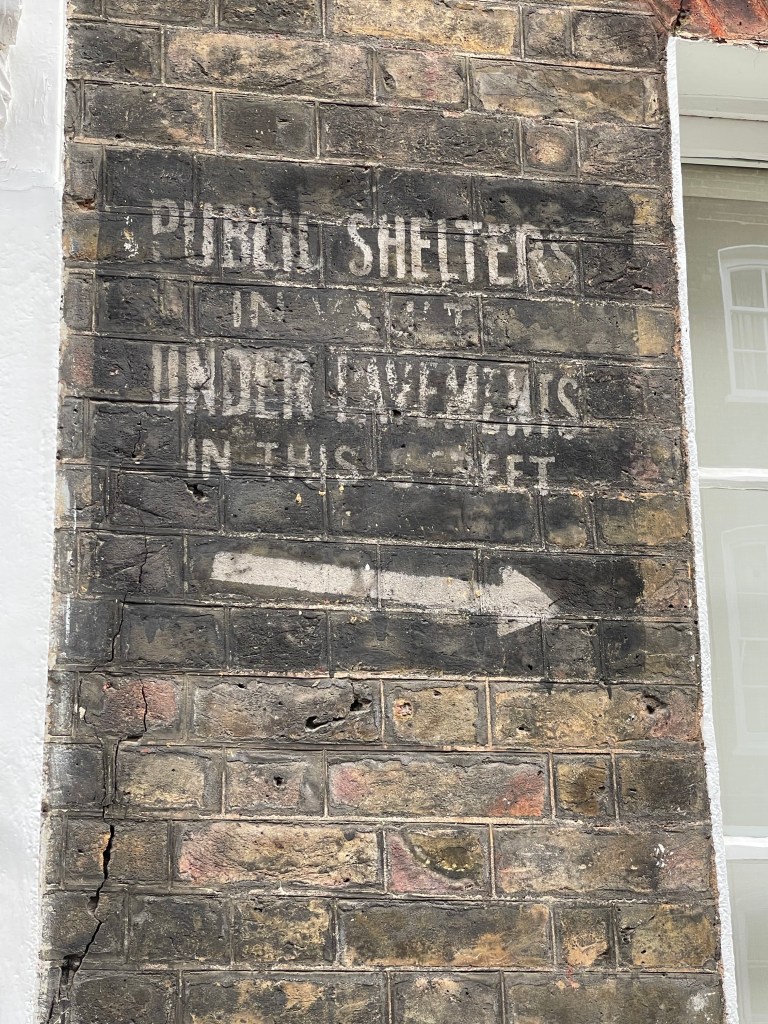 PUBLIC SHELTERS
IN VAULTS
UNDER PAVEMENTS
IN THIS STREET